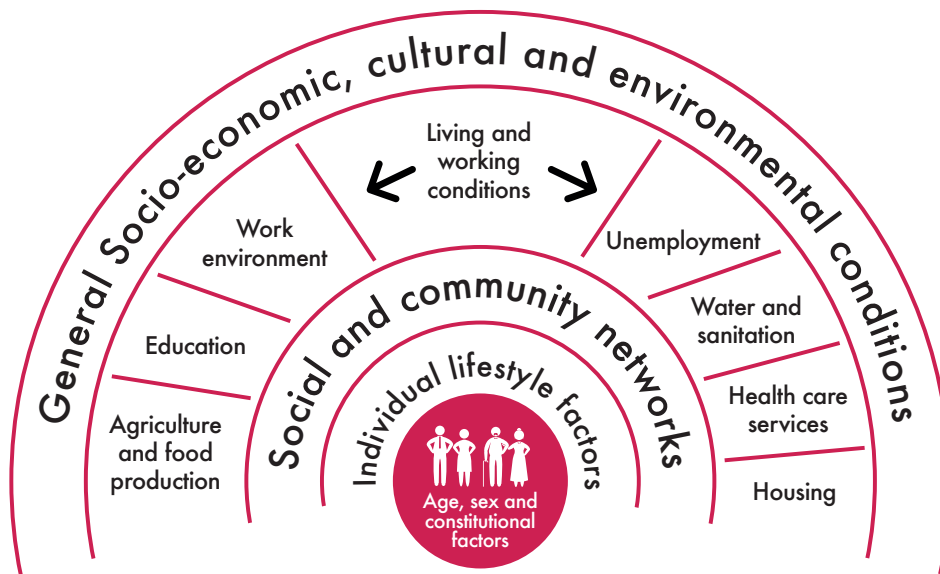 General Socio-economic, cultural and environmental conditions
Living and
working
conditions
Work
environment
Education
Agriculture
and food
production
Unemployment
Water and
sanitation
Health care
services
Housing
Social and community networks
Individual lifestyle factors
Age, sex and
constitutional
factors